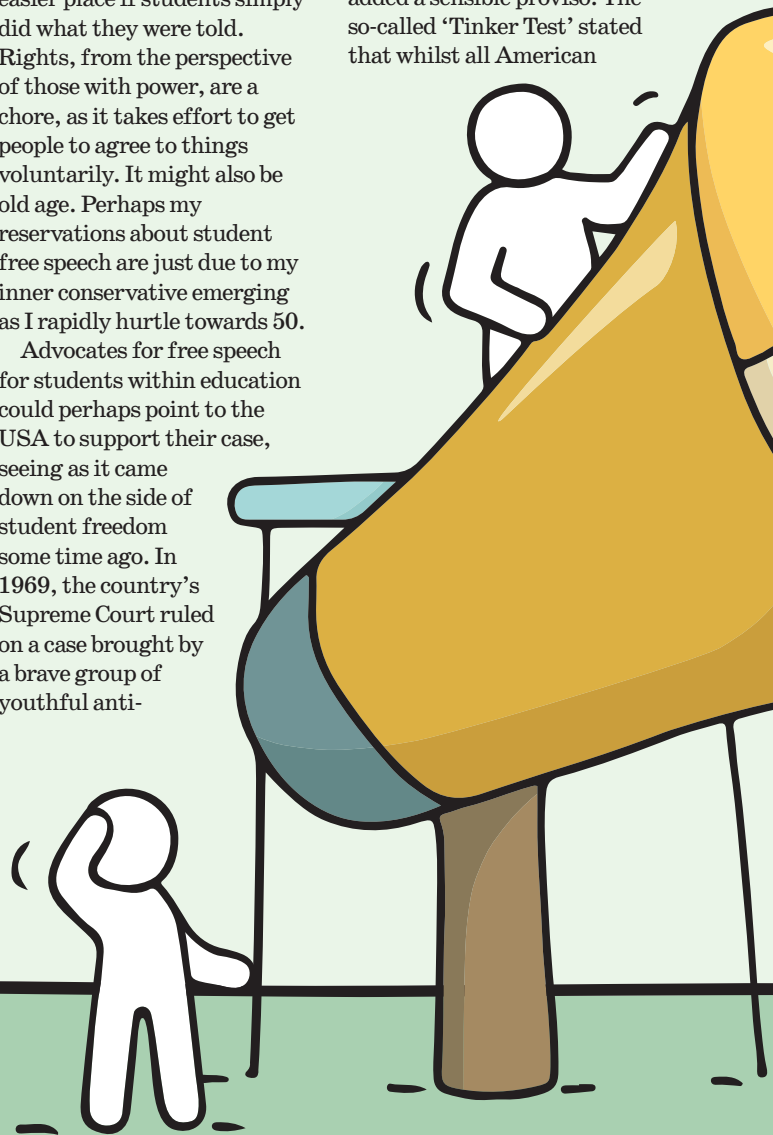 easier place if students simply
did what they were told.
Rights, from the perspective
of those with power, are a
chore, as it takes effort to get
people to agree to things
voluntarily. It might also be
old age. Perhaps my
reservations about student
free speech are just due to my
inner conservative emerging
as I rapidly hurtle towards 50.
Advocates for free speech
for students within education
could perhaps point to the
USA to support their case,
seeing as it came
down on the side of
student freedom
some time ago. In
1969, the country’s
Supreme Court ruled
on a case brought by
a brave group of
youthful anti-
added a sensible proviso. The
so-called ‘Tinker Test’ stated
that whilst all American